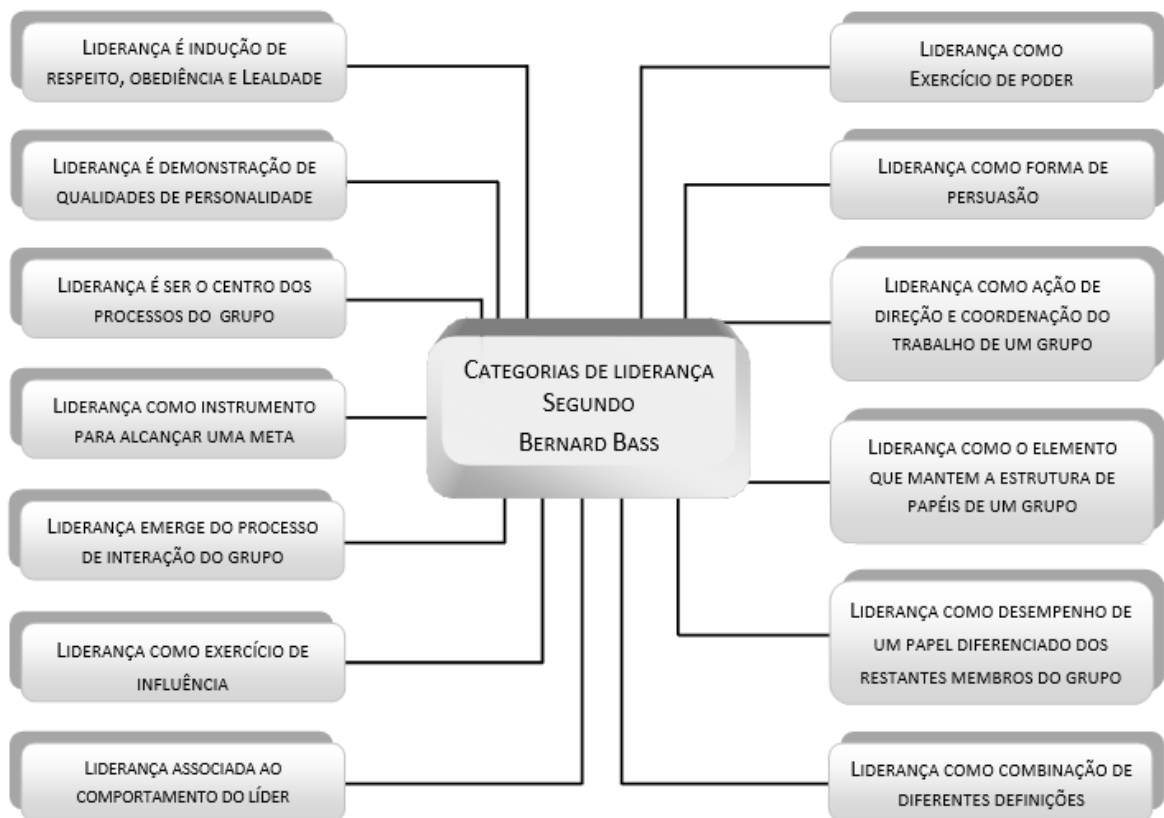 LIDERANÇA É INDUÇÃO DE
RESPEITO, OBEDIÊNCIA E LEALDADE
LIDERANÇA É DEMONSTRAÇÃO DE
QUALIDADES DE PERSONALIDADE
LIDERANÇA É SER O CENTRO DOS
PROCESSOS DO GRUPO
LIDERANÇA COMO INSTRUMENTO
PARA ALCANÇAR UMA META
LIDERANÇA EMERGE DO PROCESSO
DE INTERAÇÃO DO GRUPO
LIDERANÇA COMO EXERCÍCIO DE
INFLUÊNCIA
LIDERANÇA ASSOCIADA AO
COMPORTAMENTO DO LÍDER
CATEGORIAS DE LIDERANÇA
SEGUNDO
BERNARD BASS
LIDERANÇA COMO
EXERCÍCIO DE PODER
LIDERANÇA COMO FORMA DE
PERSUASÃO
LIDERANÇA COMO AÇÃO DE
DIREÇÃO E COORDENAÇÃO DO
TRABALHO DE UM GRUPO
LIDERANÇA COMO O ELEMENTO
QUE MANTEM A ESTRUTURA DE
PAPÉIS DE UM GRUPO
LIDERANÇA COMO DESEMPENHO DE
UM PAPEL DIFERENCIADO DOS
RESTANTES MEMBROS DO GRUPO
LIDERANÇA COMO COMBINAÇÃO DE
DIFERENTES DEFINIÇÕES